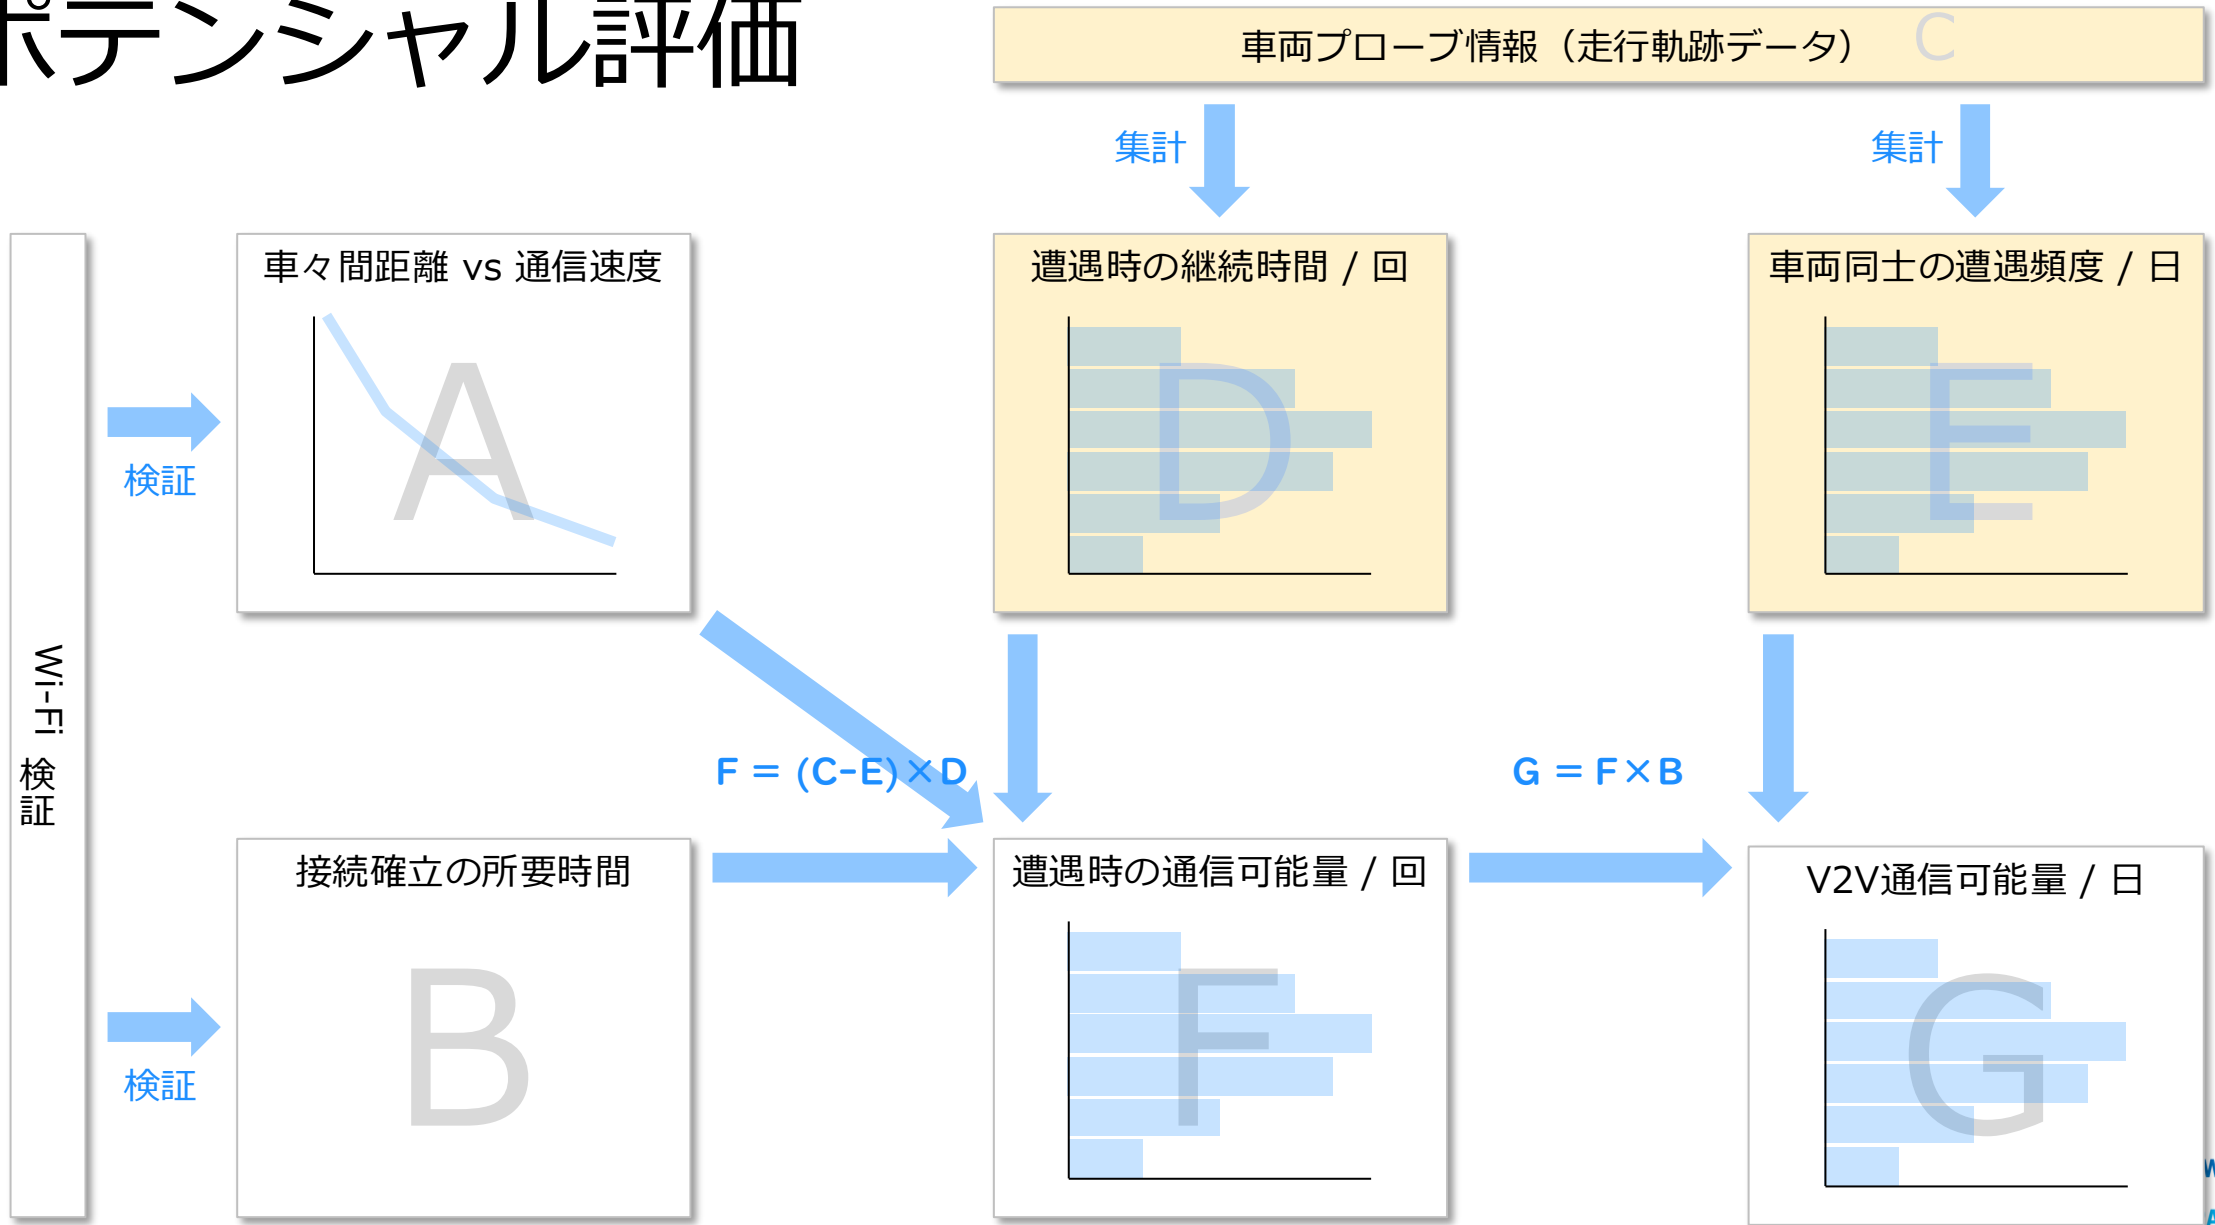 ポテンシャル評価
車両プローブ情報（走行軌跡データ）
C
集計
集計
車々間距離 vs 通信速度
A
遭遇時の継続時間 / 回
D
車両同士の遭遇頻度 / 日
E
Wi-Fi 検証
検証
F = (C-E)×D
G = F×B
接続確立の所要時間
B
遭遇時の通信可能量 / 回
F
V2V通信可能量 / 日
G
検証